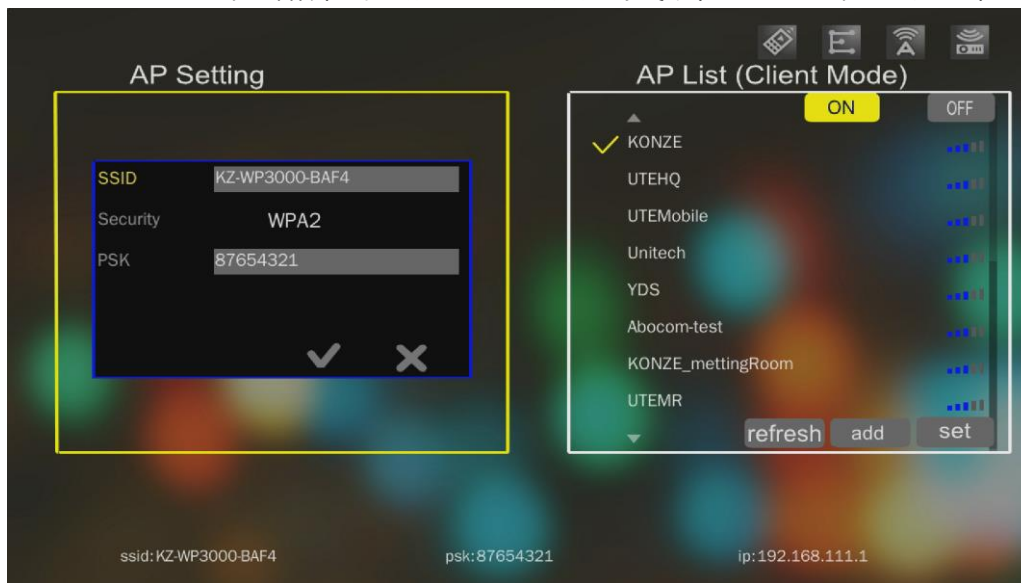 AP Setting
SSID KZ-WP3000-BAF4
Security WPA2
PSK 87654321
AP List (Client Mode)
ON OFF
KONZE
UTEHQ
UTEMobile
Unitech
YDS
Abocom-test
KONZE_mettingRoom
UTEMR
refresh add set
ssid:KZ-WP3000-BAF4 psk:87654321 ip:192.168.111.1